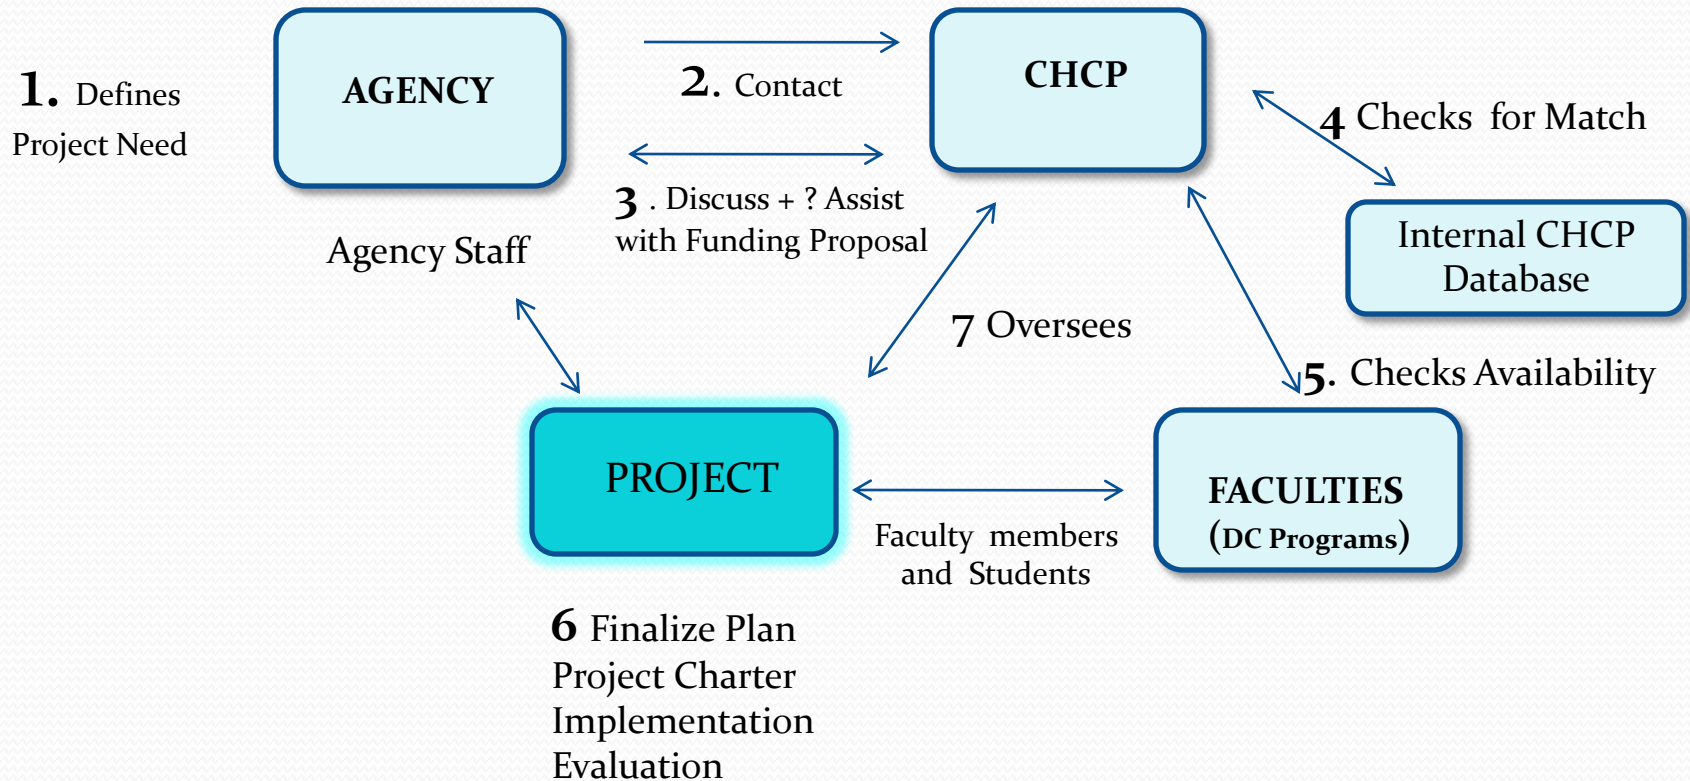 AGENCY
CHCP
1. Defines
Project Need
2. Contact
4 Checks for Match
3 . Discuss + ? Assist
with Funding Proposal
Agency Staff
Internal CHCP
Database
7 Oversees
5. Checks Availability
PROJECT
FACULTIES
(DC Programs)
Faculty members
and Students
6 Finalize Plan
Project Charter
Implementation
Evaluation